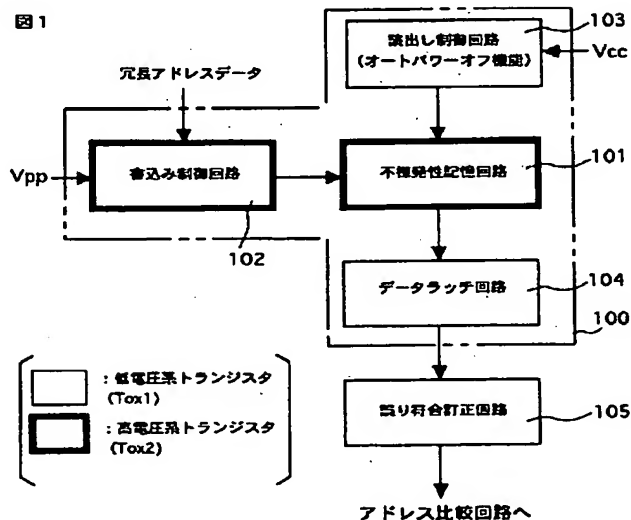 図1
103
読出し制御回路
(オートパワーオフ機能)
Vcc
冗長アドレスデータ
Vpp
書込み制御回路
不揮発性記憶回路
101
102
データラッチ回路
104
100
:低電圧系トランジスタ
(Tox1)
:高電圧系トランジスタ
(Tox2)
誤り符合訂正回路
105
アドレス比較回路へ